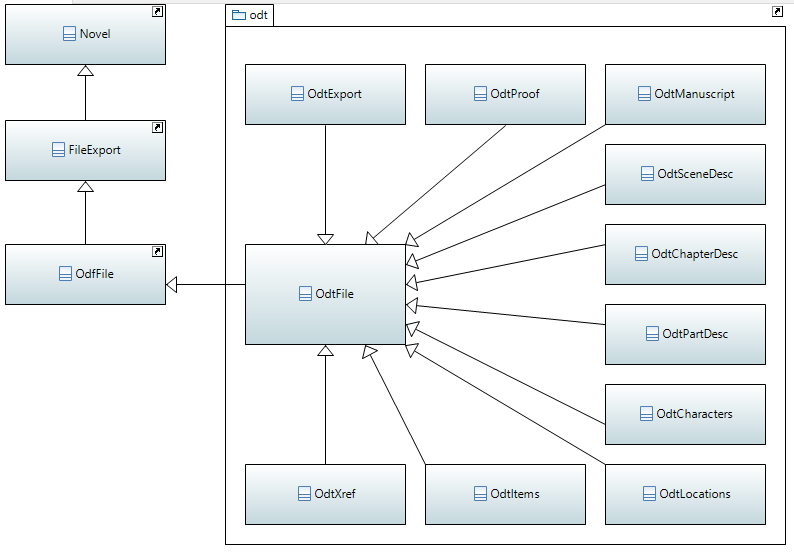 odt
Novel
OdtExport
OdtProof
OdtManuscript
FileExport
OdtSceneDesc
OdtChapterDesc
OdfFile
OdtFile
OdtPartDesc
OdtCharacters
OdtXref
OdtItems
OdtLocations